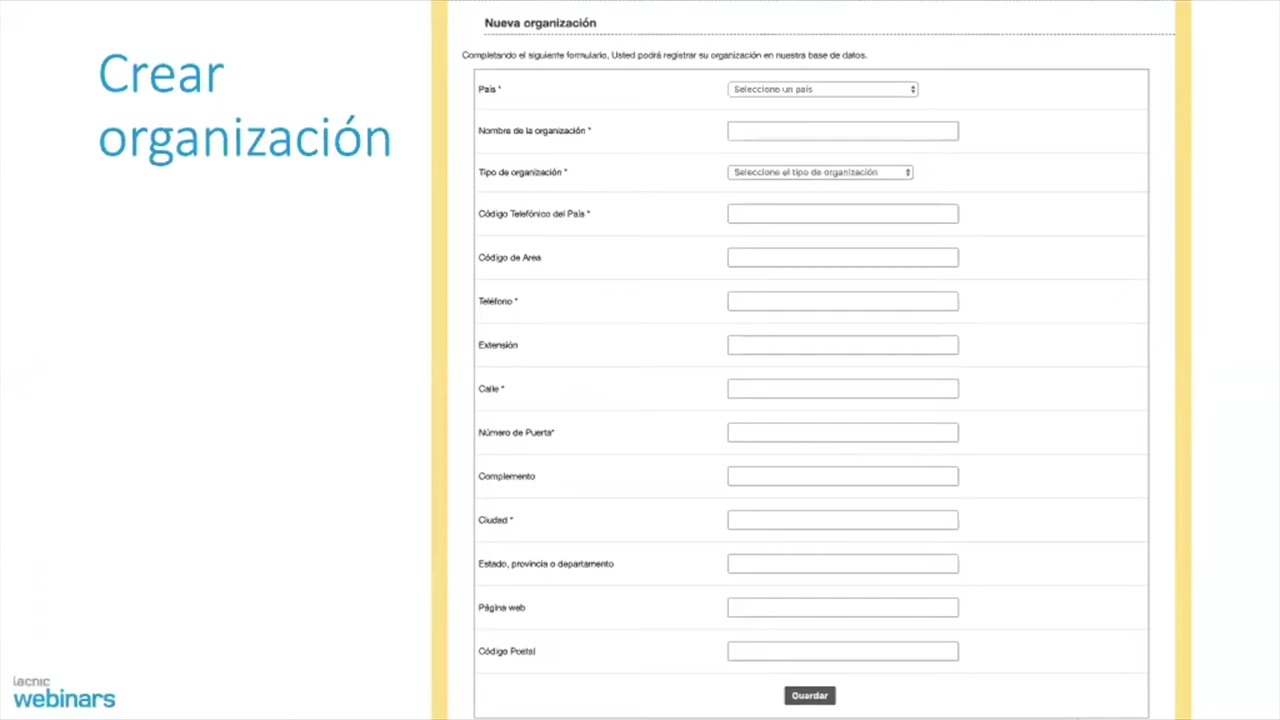 Crear
organización
Nueva organización
Completando el siguiente formulario, Usted podrá registrar su organización en nuestra base de datos.
País *
Seleccione un país
Nombre de la organización *
Tipo de organización *
Seleccione el tipo de organización
Código Telefónico del País *
Código de Area
Teléfono *
Extensión
Calle *
Número de Puerta*
Complemento
Ciudad *
Estado, provincia o departamento
Página web
Código Postal
Guardar
lacnic
webinars